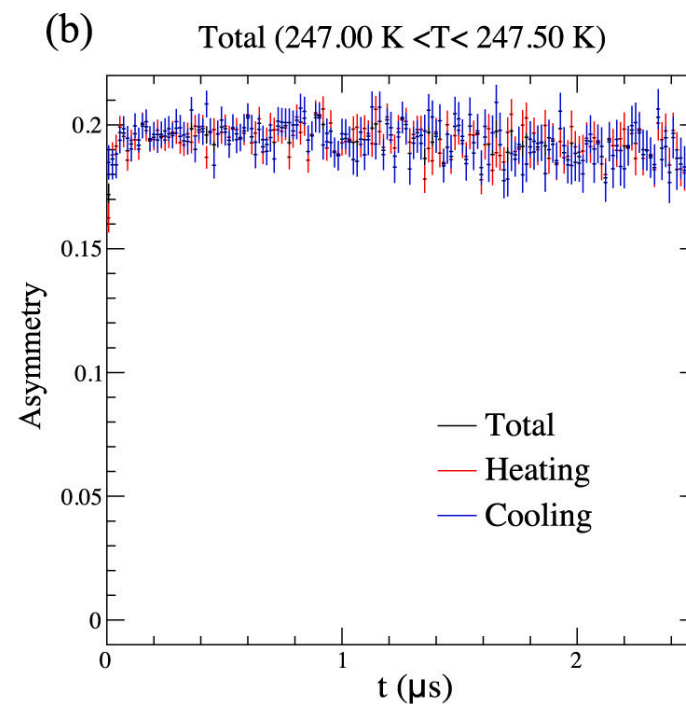 (b)
Total (247.00 K <T< 247.50 K)
0.2
0.15
0.1
0.05
0
Asymmetry
Total
Heating
Cooling
0
1
2
t (μs)